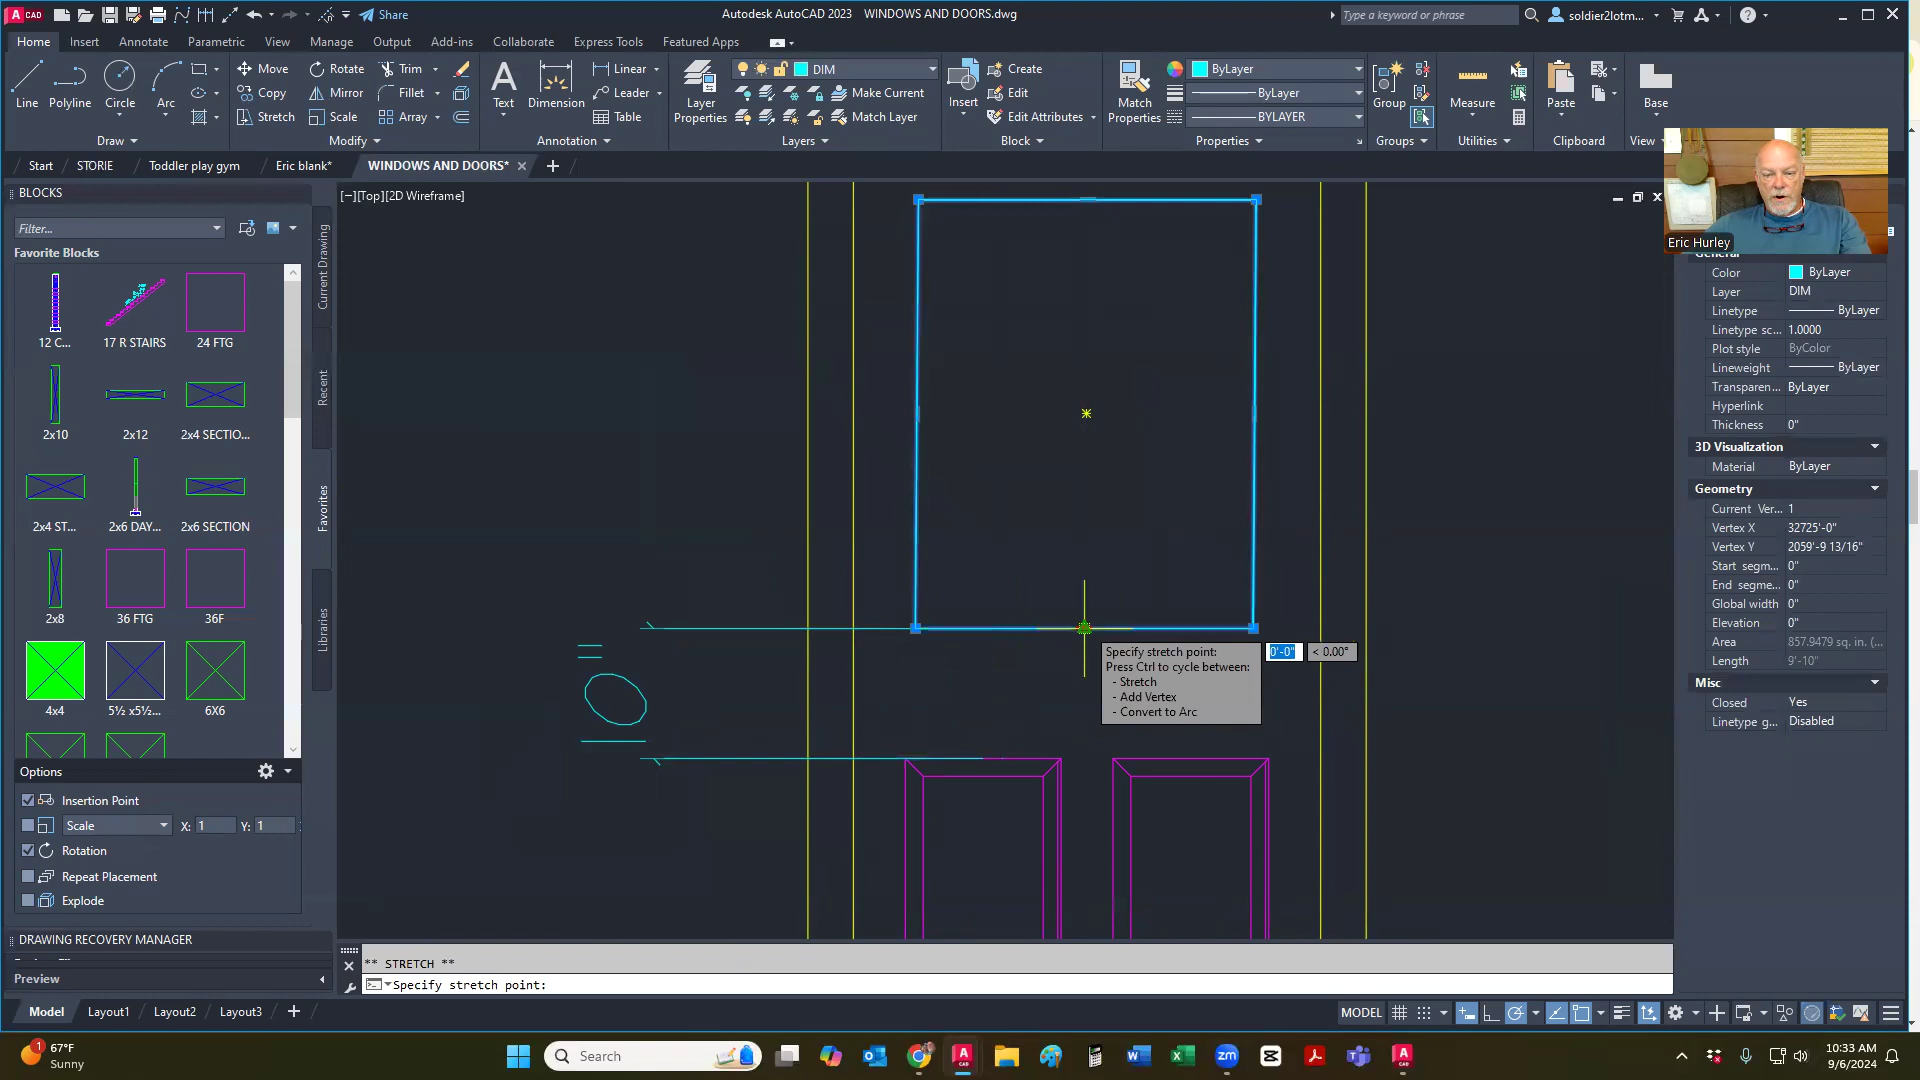 CAD
Share
Autodesk AutoCAD 2023 WINDOWS AND DOORS.dwg
Type a keyword or phrase
soldier2lotm...
Home Insert Annotate Parametric View Manage Output Add-ins Collaborate Express Tools Featured Apps
Line Polyline Circle Arc
Move Rotate Trim
Copy Mirror Fillet
Stretch Scale Array
Text Dimension
Linear
Leader
Table
Layer Properties
DIM
Make Current
Match Layer
Insert
Create
Edit
Edit Attributes
Match Properties
ByLayer
ByLayer
BYLAYER
Group
Measure
Paste
Base
Draw Modify Annotation Layers Block Properties Groups Utilities Clipboard View
Start STORIE Toddler play gym Eric blank* WINDOWS AND DOORS*
BLOCKS
Filter...
Favorite Blocks
12 C... 17 R STAIRS 24 FTG
2x10 2x12 2x4 SECTIO...
2x4 ST... 2x6 DAY... 2x6 SECTION
2x8 36 FTG 36F
4x4 5½ x5½... 6X6
Current Drawing
Recent
Favorites
Libraries
Options
Insertion Point
Scale X: 1 Y: 1
Rotation
Repeat Placement
Explode
DRAWING RECOVERY MANAGER
Preview
[−][Top][2D Wireframe]
Specify stretch point: 0'-0" < 0.00°
Press Ctrl to cycle between:
- Stretch
- Add Vertex
- Convert to Arc
Eric Hurley
General
Color ByLayer
Layer DIM
Linetype ByLayer
Linetype sc... 1.0000
Plot style ByColor
Lineweight ByLayer
Transparen... ByLayer
Hyperlink
Thickness 0"
3D Visualization
Material ByLayer
Geometry
Current Ver... 1
Vertex X 32725'-0"
Vertex Y 2059'-9 13/16"
Start segm... 0"
End segme... 0"
Global width 0"
Elevation 0"
Area 857.9479 sq. in. (...
Length 9'-10"
Misc
Closed Yes
Linetype g... Disabled
** STRETCH **
Specify stretch point:
Model Layout1 Layout2 Layout3
MODEL
1
67°F
Sunny
Search
10:33 AM
9/6/2024